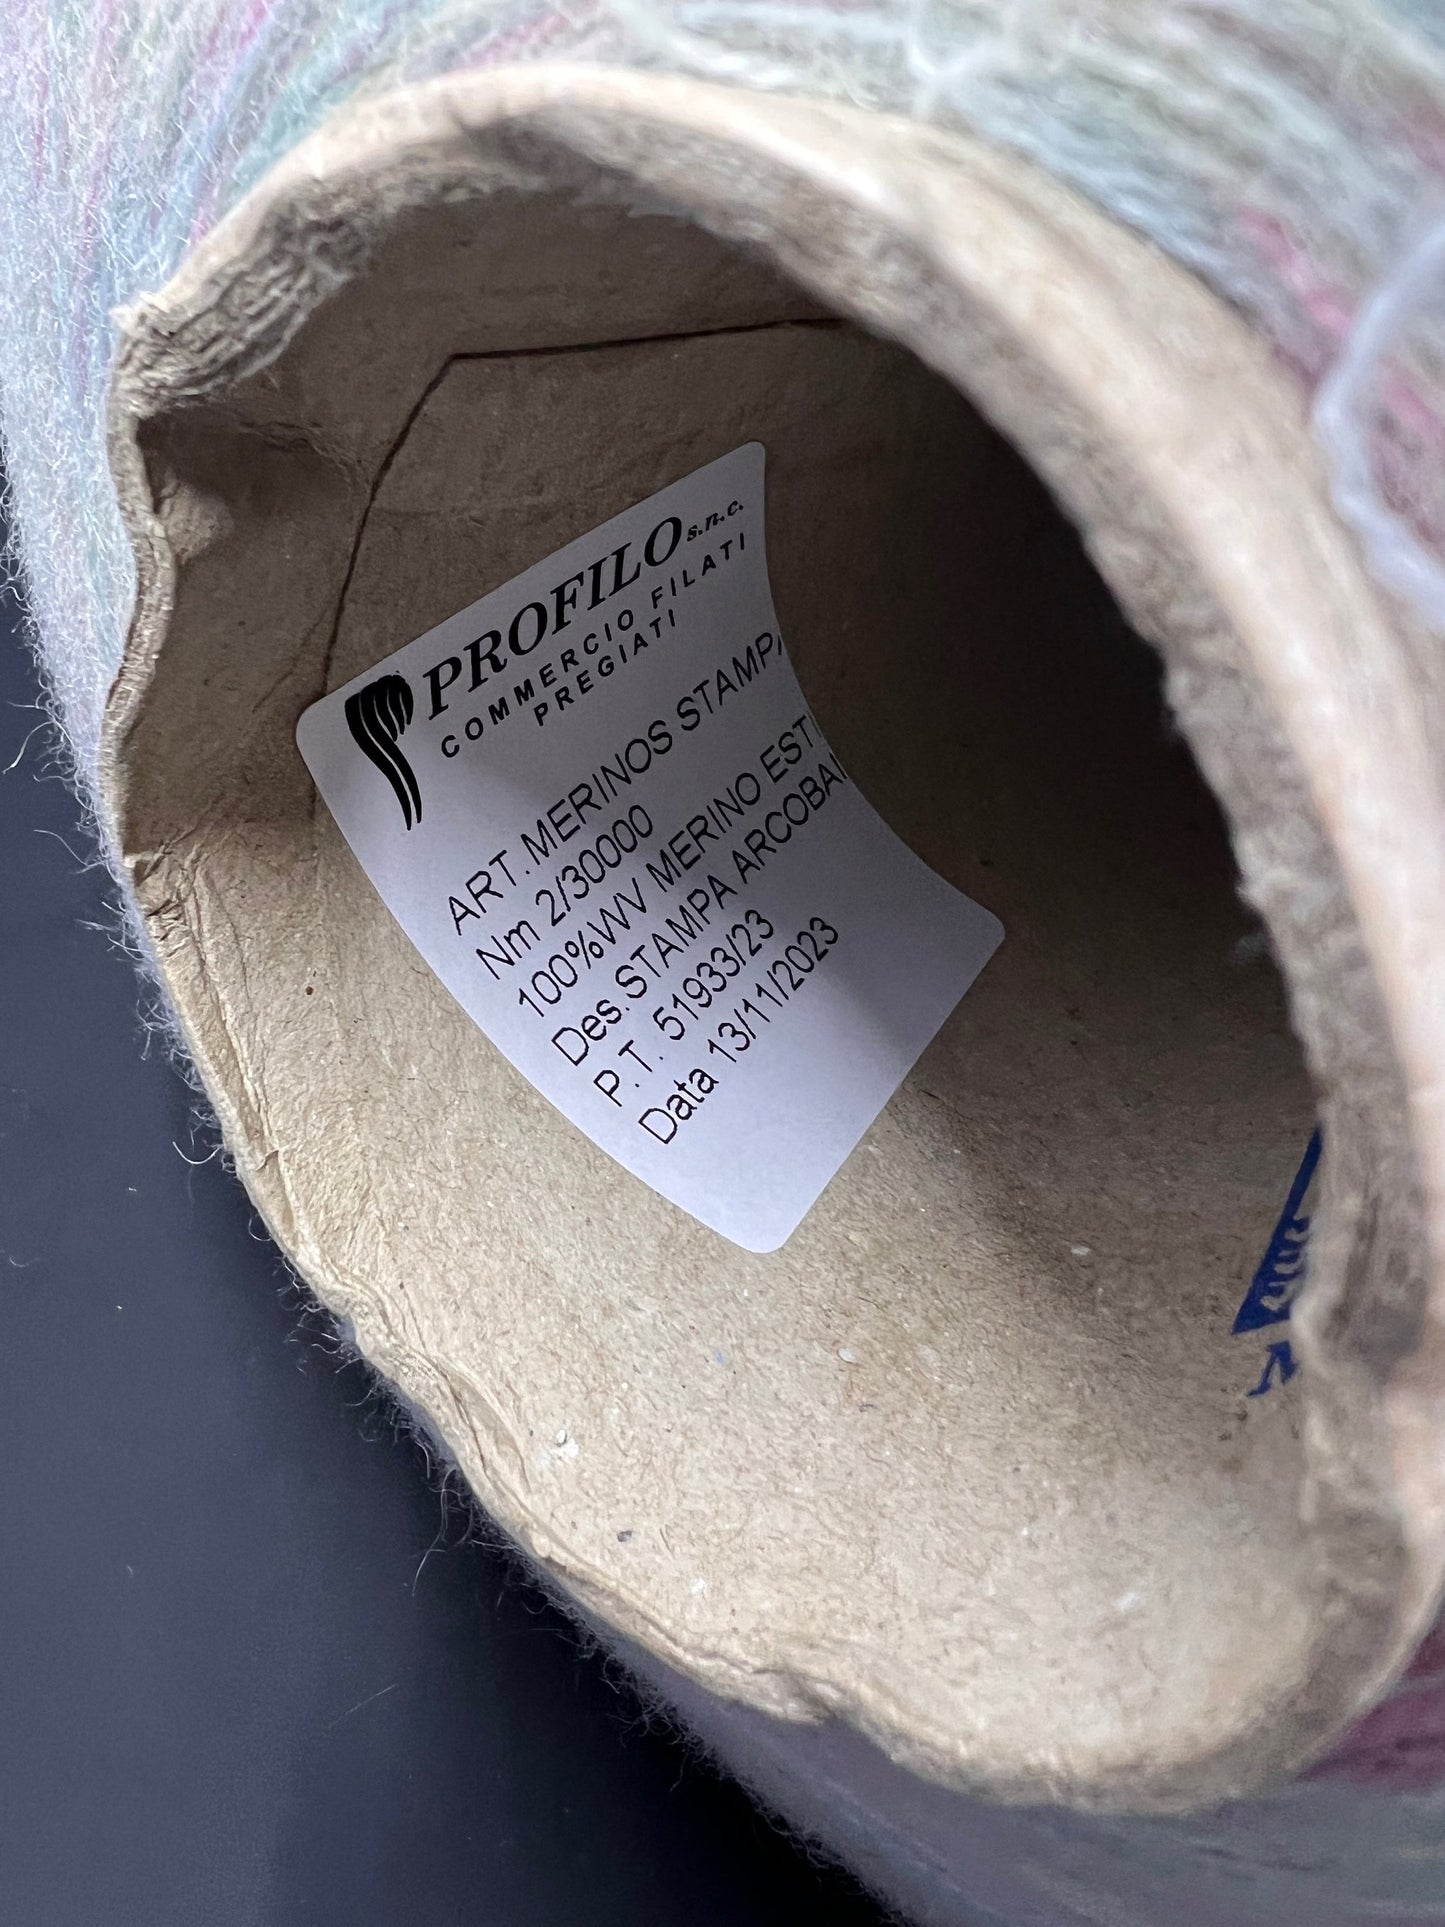 PROFILO s.n.c.
COMMERCIO FILATI
PREGIATI
ART. MERINOS STAMP
Nm 2/30000
100%WV MERINO EST
Des.STAMPA ARCOBA
P.T. 51933/23
Data 13/11/2023